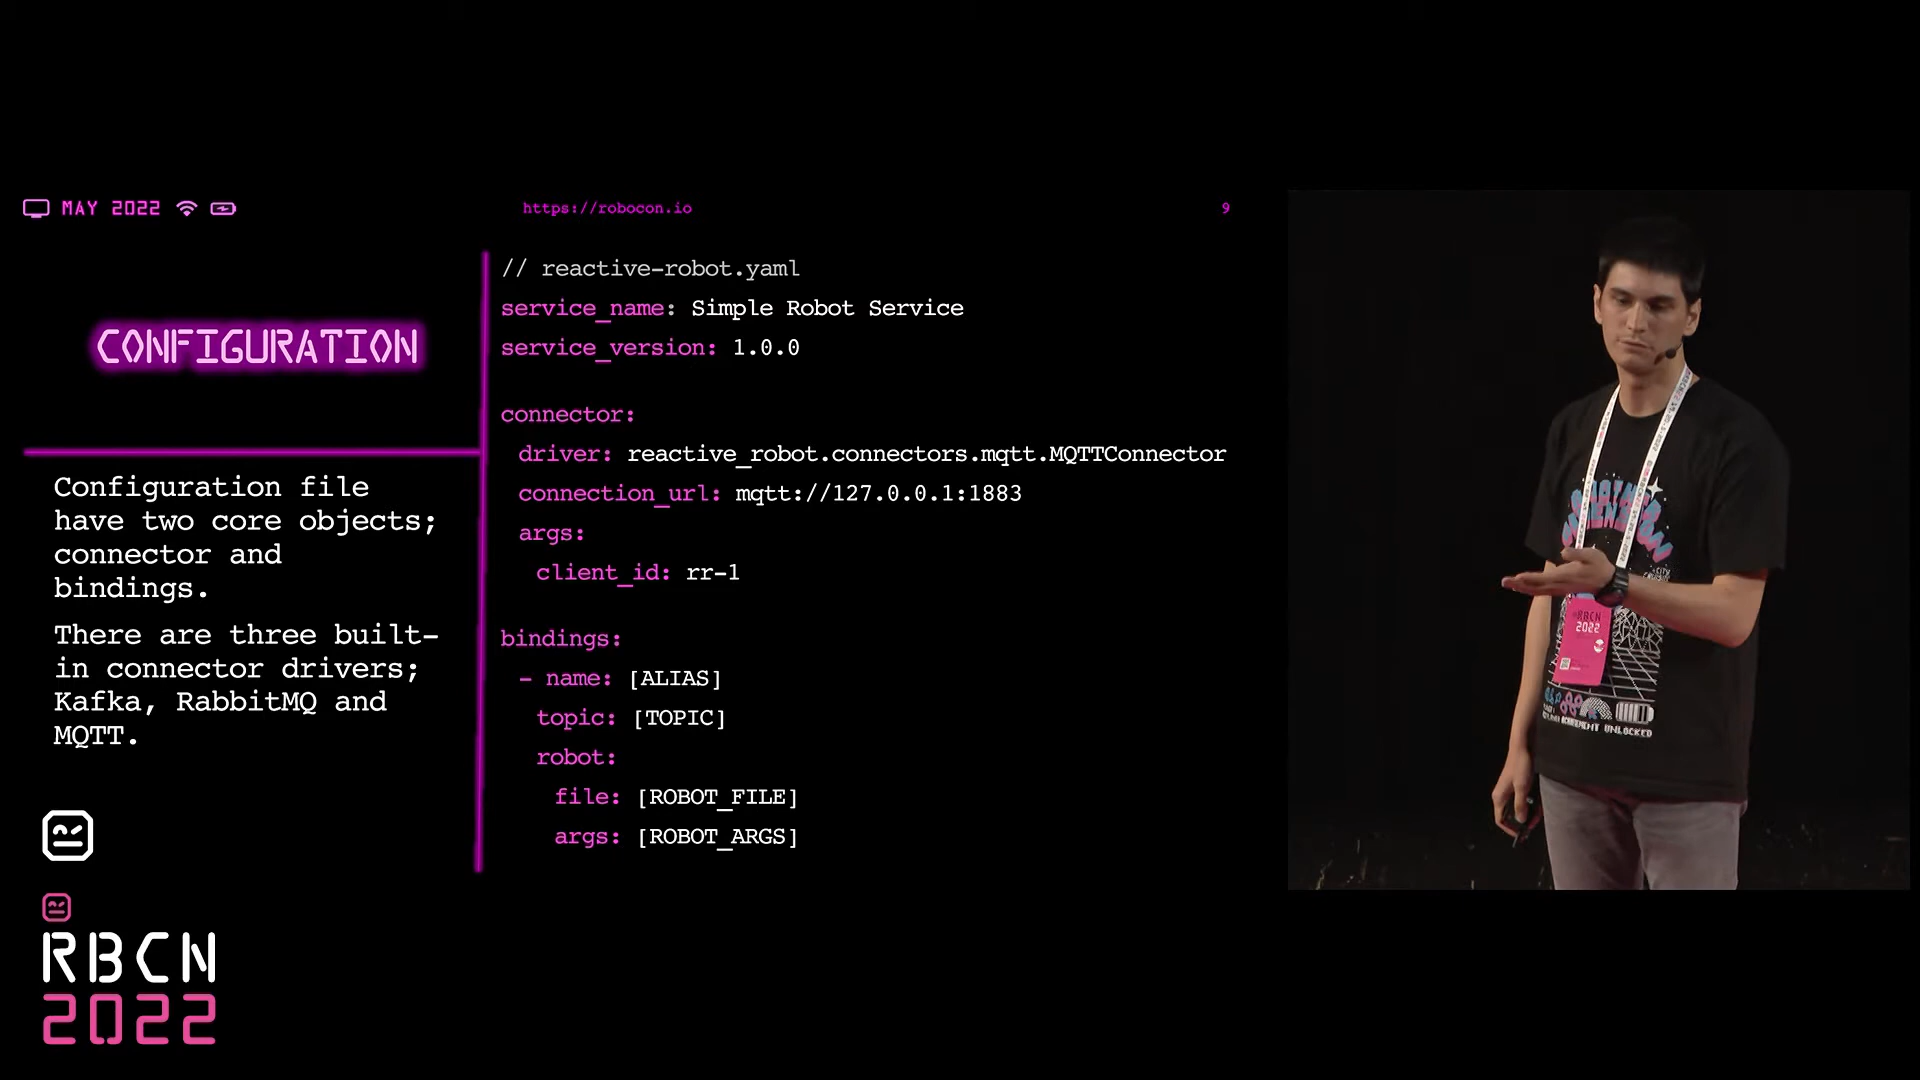 MAY 2022
https://robocon.io
9
CONFIGURATION
Configuration file
have two core objects;
connector and
bindings.
There are three built-
in connector drivers;
Kafka, RabbitMQ and
MQTT.
// reactive-robot.yaml
service_name: Simple Robot Service
service_version: 1.0.0
connector:
driver: reactive_robot.connectors.mqtt.MQTTConnector
connection_url: mqtt://127.0.0.1:1883
args:
client_id: rr-1
bindings:
- name: [ALIAS]
topic: [TOPIC]
robot:
file: [ROBOT_FILE]
args: [ROBOT_ARGS]
RBCN
2022
RBCN
2022
UNLOCKED